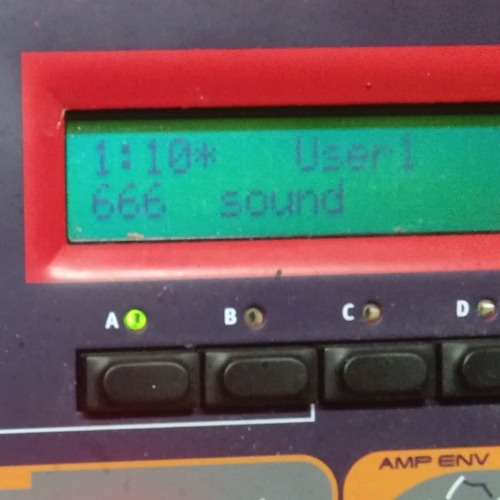 1:10* User1
666 sound
A B C D
AMP ENV